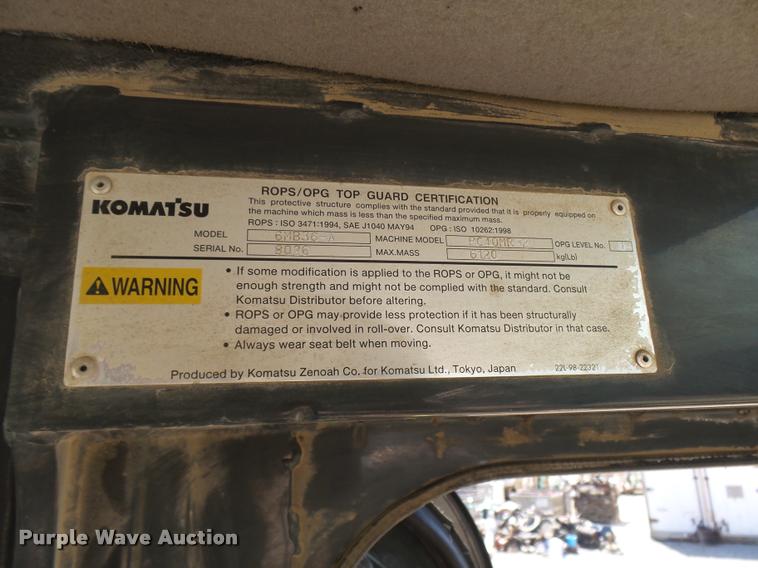 KOMATSU
ROPS/OPG TOP GUARD CERTIFICATION
This protective structure complies with the standard provided that it is properly equipped on
the machine which mass is less than the specified maximum mass.
ROPS : ISO 3471:1994, SAE J1040 MAY94 OPG : ISO 10262:1998
MODEL MACHINE MODEL OPG LEVEL No.
SERIAL No. 8036 MAX.MASS 6120 kg(Lb)
WARNING
• If some modification is applied to the ROPS or OPG, it might not be
enough strength and might not be complied with the standard. Consult
Komatsu Distributor before altering.
• ROPS or OPG may provide less protection if it has been structurally
damaged or involved in roll-over. Consult Komatsu Distributor in that case.
• Always wear seat belt when moving.
Produced by Komatsu Zenoah Co. for Komatsu Ltd., Tokyo, Japan 22L-98-22321
Purple Wave Auction